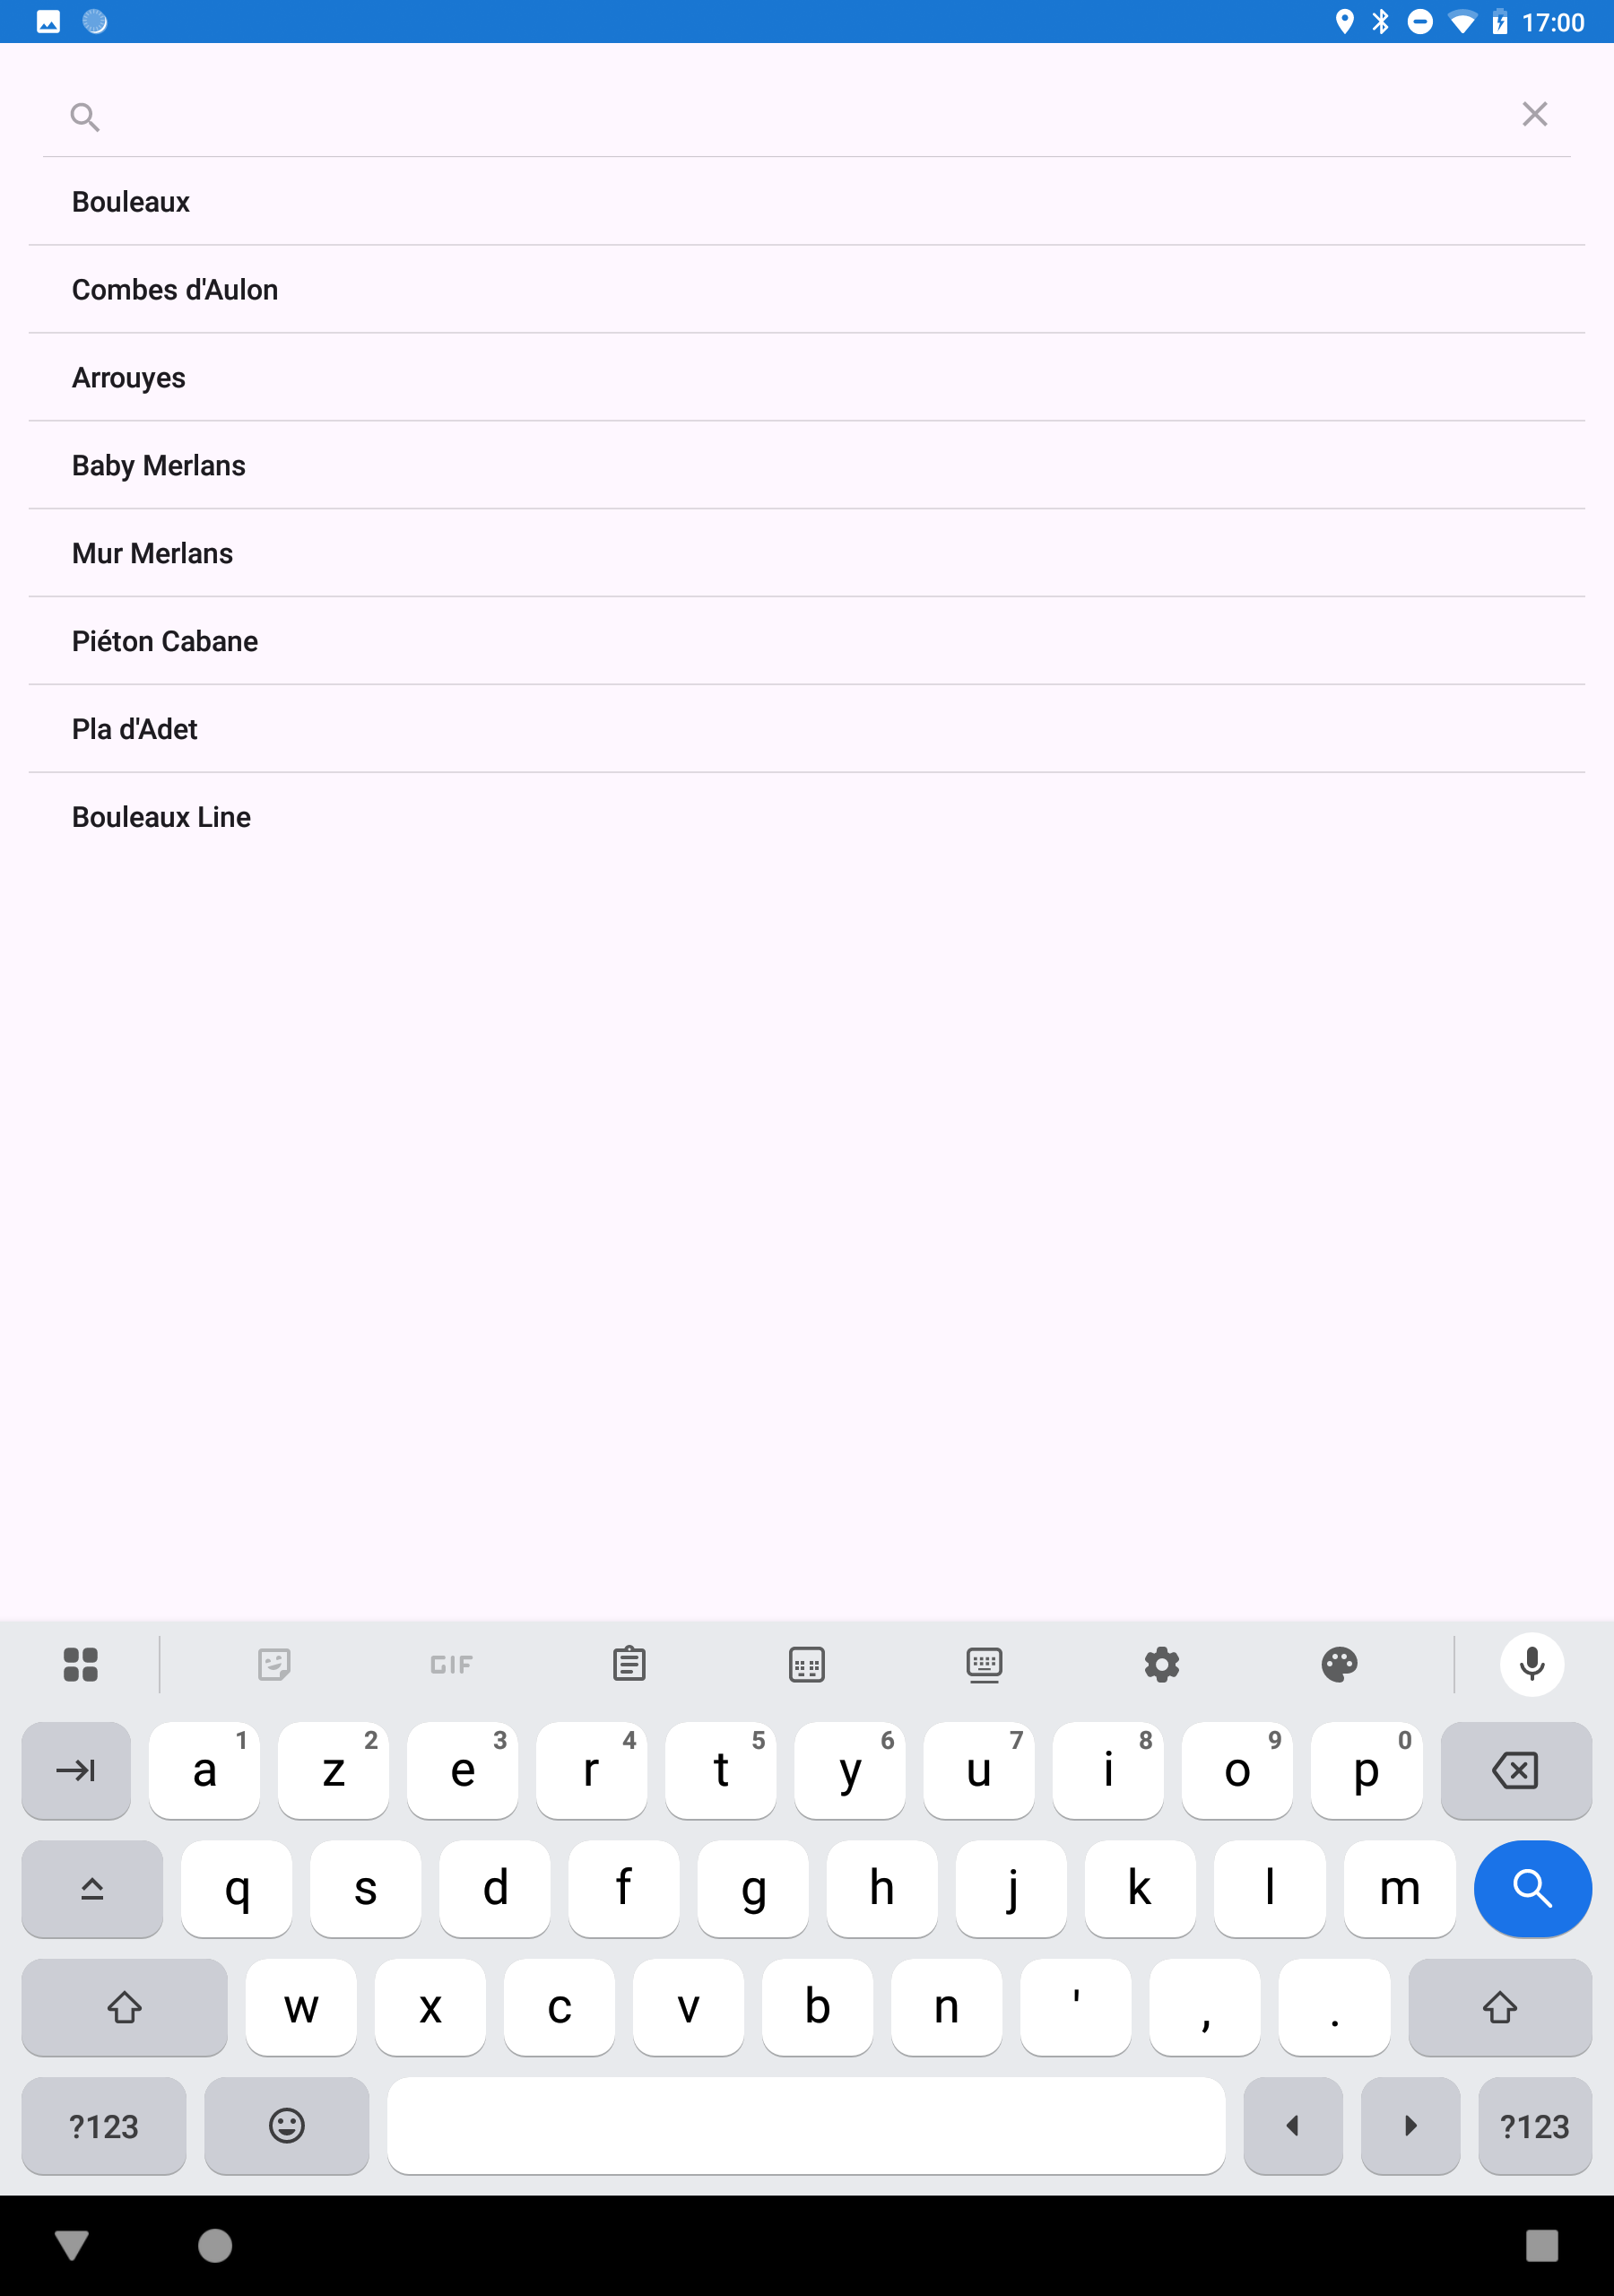 17:00
Bouleaux
Combes d'Aulon
Arrouyes
Baby Merlans
Mur Merlans
Piéton Cabane
Pla d'Adet
Bouleaux Line
GIF
a 1 z 2 e 3 r 4 t 5 y 6 u 7 i 8 o 9 p 0
q s d f g h j k l m
w x c v b n ' , .
?123 ?123